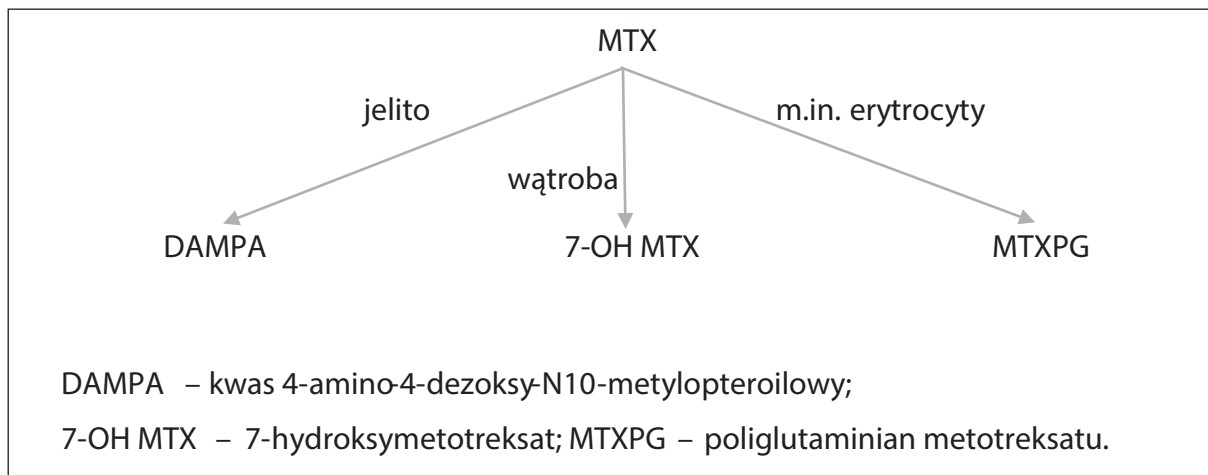 MTX
jelito
m.in. erytrocyty
wątroba
DAMPA
7-OH MTX
MTXPG
DAMPA – kwas 4-amino-4-dezoksy-N10-metylopteroilowy;
7-OH MTX – 7-hydroksymetotreksat; MTXPG – poliglutaminian metotreksatu.